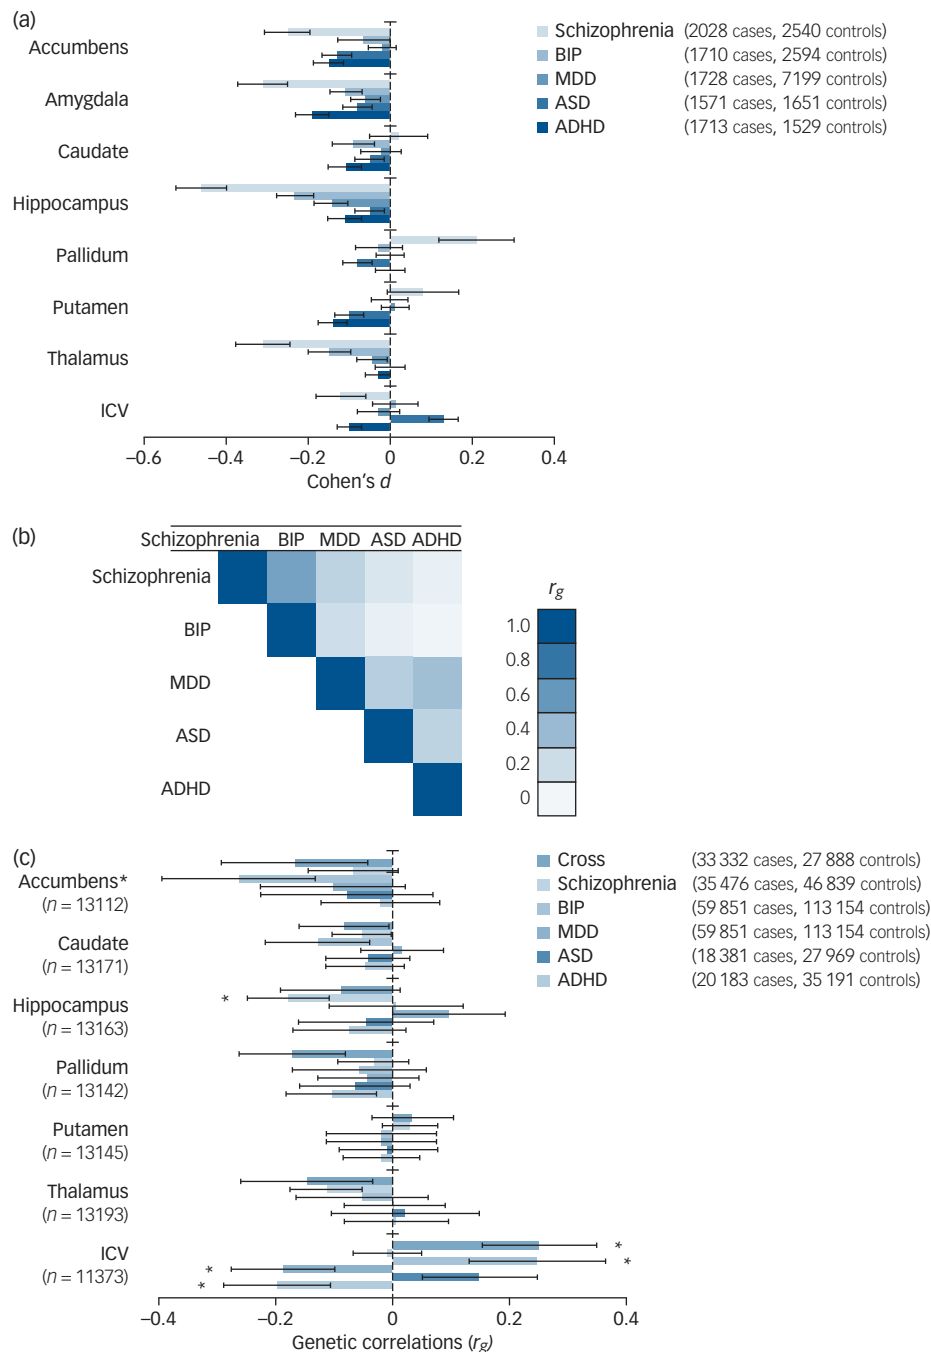 (a)
Accumbens
Amygdala
Caudate
Hippocampus
Pallidum
Putamen
Thalamus
ICV
−0.6 −0.4 −0.2 0 0.2 0.4
Cohen's d
Schizophrenia (2028 cases, 2540 controls)
BIP (1710 cases, 2594 controls)
MDD (1728 cases, 7199 controls)
ASD (1571 cases, 1651 controls)
ADHD (1713 cases, 1529 controls)
(b)
Schizophrenia BIP MDD ASD ADHD
Schizophrenia
BIP
MDD
ASD
ADHD
rg
1.0
0.8
0.6
0.4
0.2
0
(c)
Accumbens*
(n = 13112)
Caudate
(n = 13171)
*
Hippocampus
(n = 13163)
Pallidum
(n = 13142)
Putamen
(n = 13145)
Thalamus
(n = 13193)
ICV
(n = 11373)
*
*
*
*
−0.4 −0.2 0 0.2 0.4
Genetic correlations (rg)
Cross (33 332 cases, 27 888 controls)
Schizophrenia (35 476 cases, 46 839 controls)
BIP (59 851 cases, 113 154 controls)
MDD (59 851 cases, 113 154 controls)
ASD (18 381 cases, 27 969 controls)
ADHD (20 183 cases, 35 191 controls)